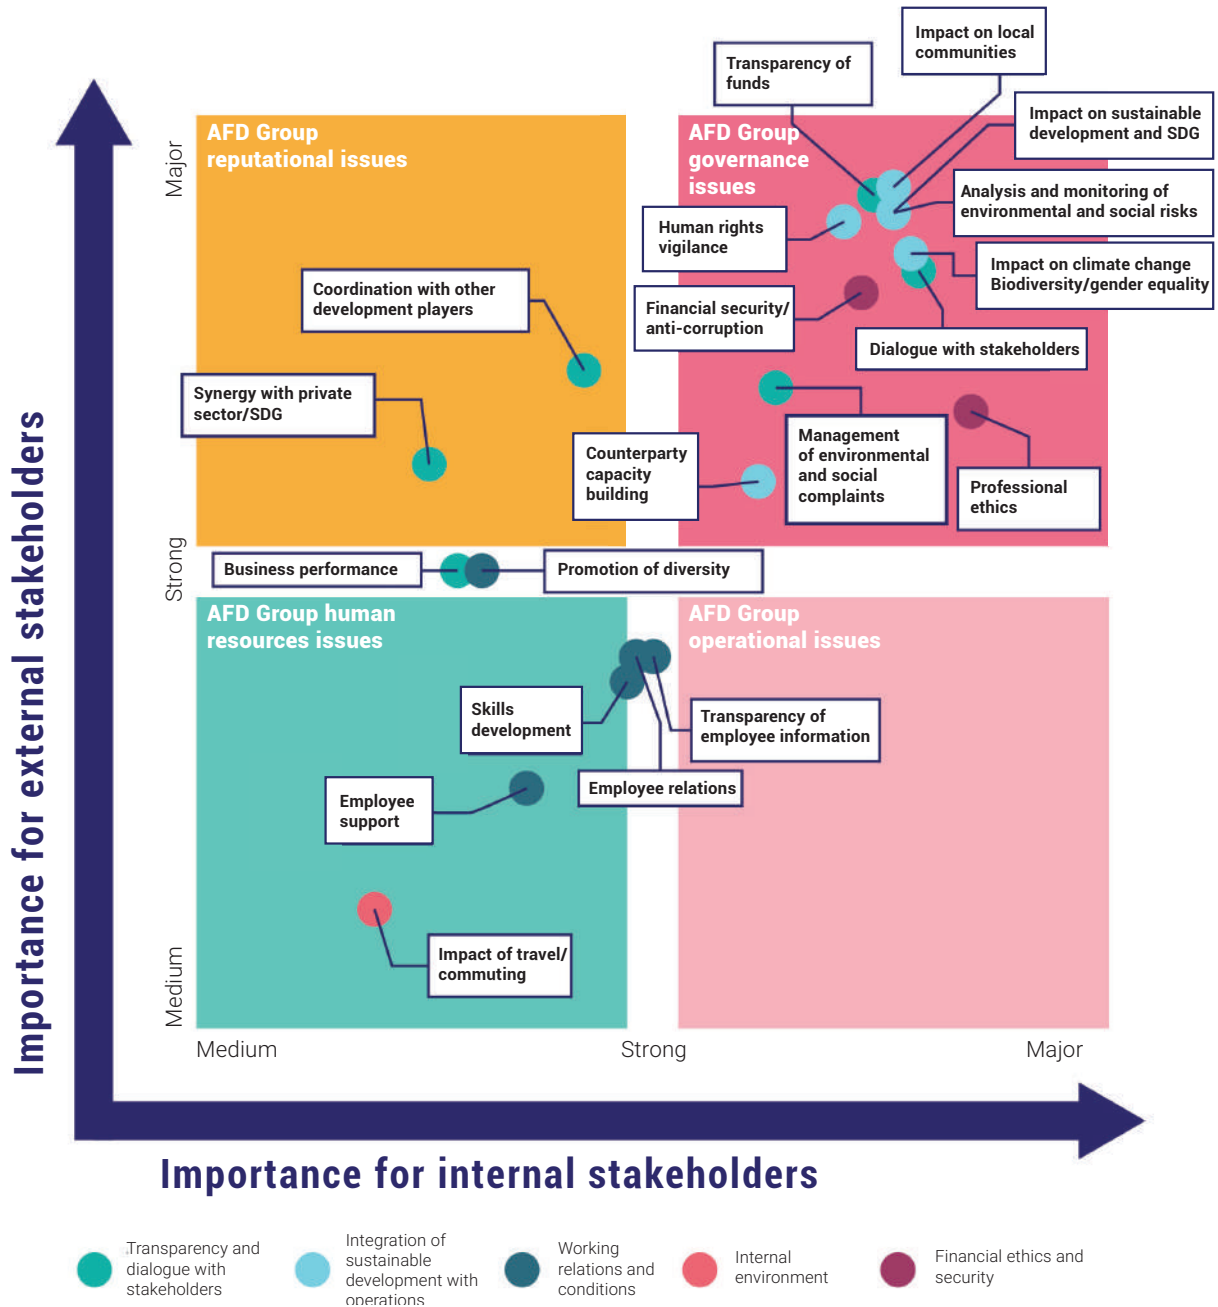 Impact on local
communities
Transparency of
funds
Impact on sustainable
development and SDG
AFD Group
reputational issues
AFD Group
governance
issues
Analysis and monitoring of
environmental and social risks
Human rights
vigilance
Impact on climate change
Biodiversity/gender equality
Coordination with other
development players
Financial security/
anti-corruption
Dialogue with stakeholders
Synergy with private
sector/SDG
Management
of environmental
and social
complaints
Counterparty
capacity
building
Professional
ethics
Business performance
Promotion of diversity
AFD Group human
resources issues
AFD Group
operational issues
Skills
development
Transparency of
employee information
Employee relations
Employee
support
Impact of travel/
commuting
Major
Strong
Medium
Importance for external stakeholders
Medium
Strong
Major
Importance for internal stakeholders
Transparency and
dialogue with
stakeholders
Integration of
sustainable
development with
operations
Working
relations and
conditions
Internal
environment
Financial ethics and
security